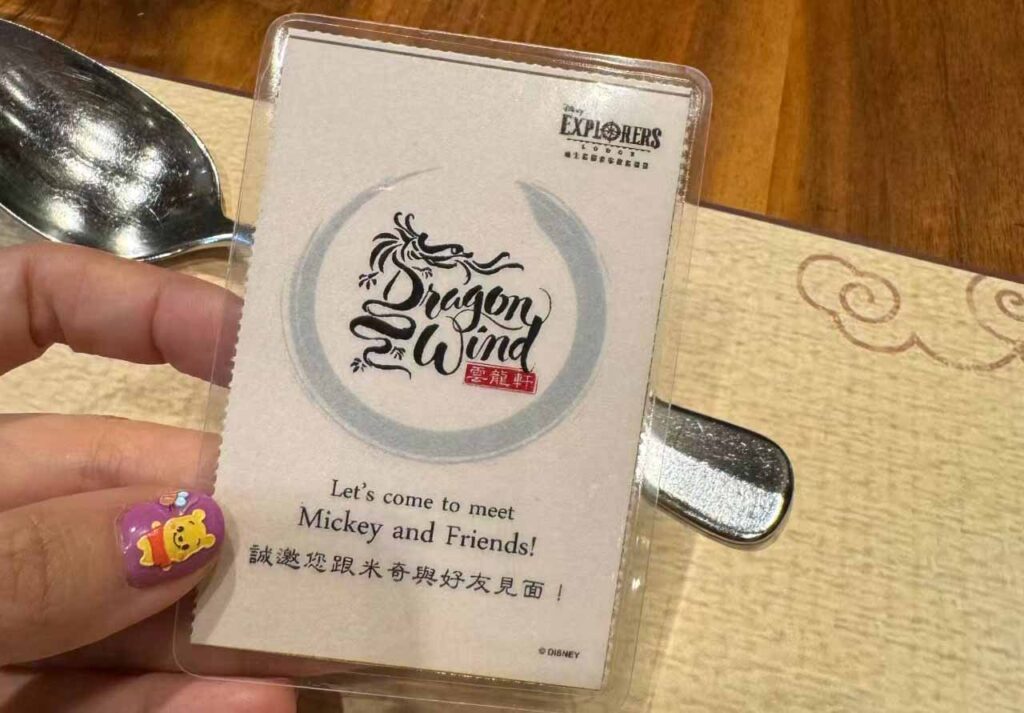 Disney
EXPLORERS
LODGE
迪士尼探索家度假酒店
Dragon
Wind
雲龍軒
Let's come to meet
Mickey and Friends!
誠邀您跟米奇與好友見面！
© DISNEY